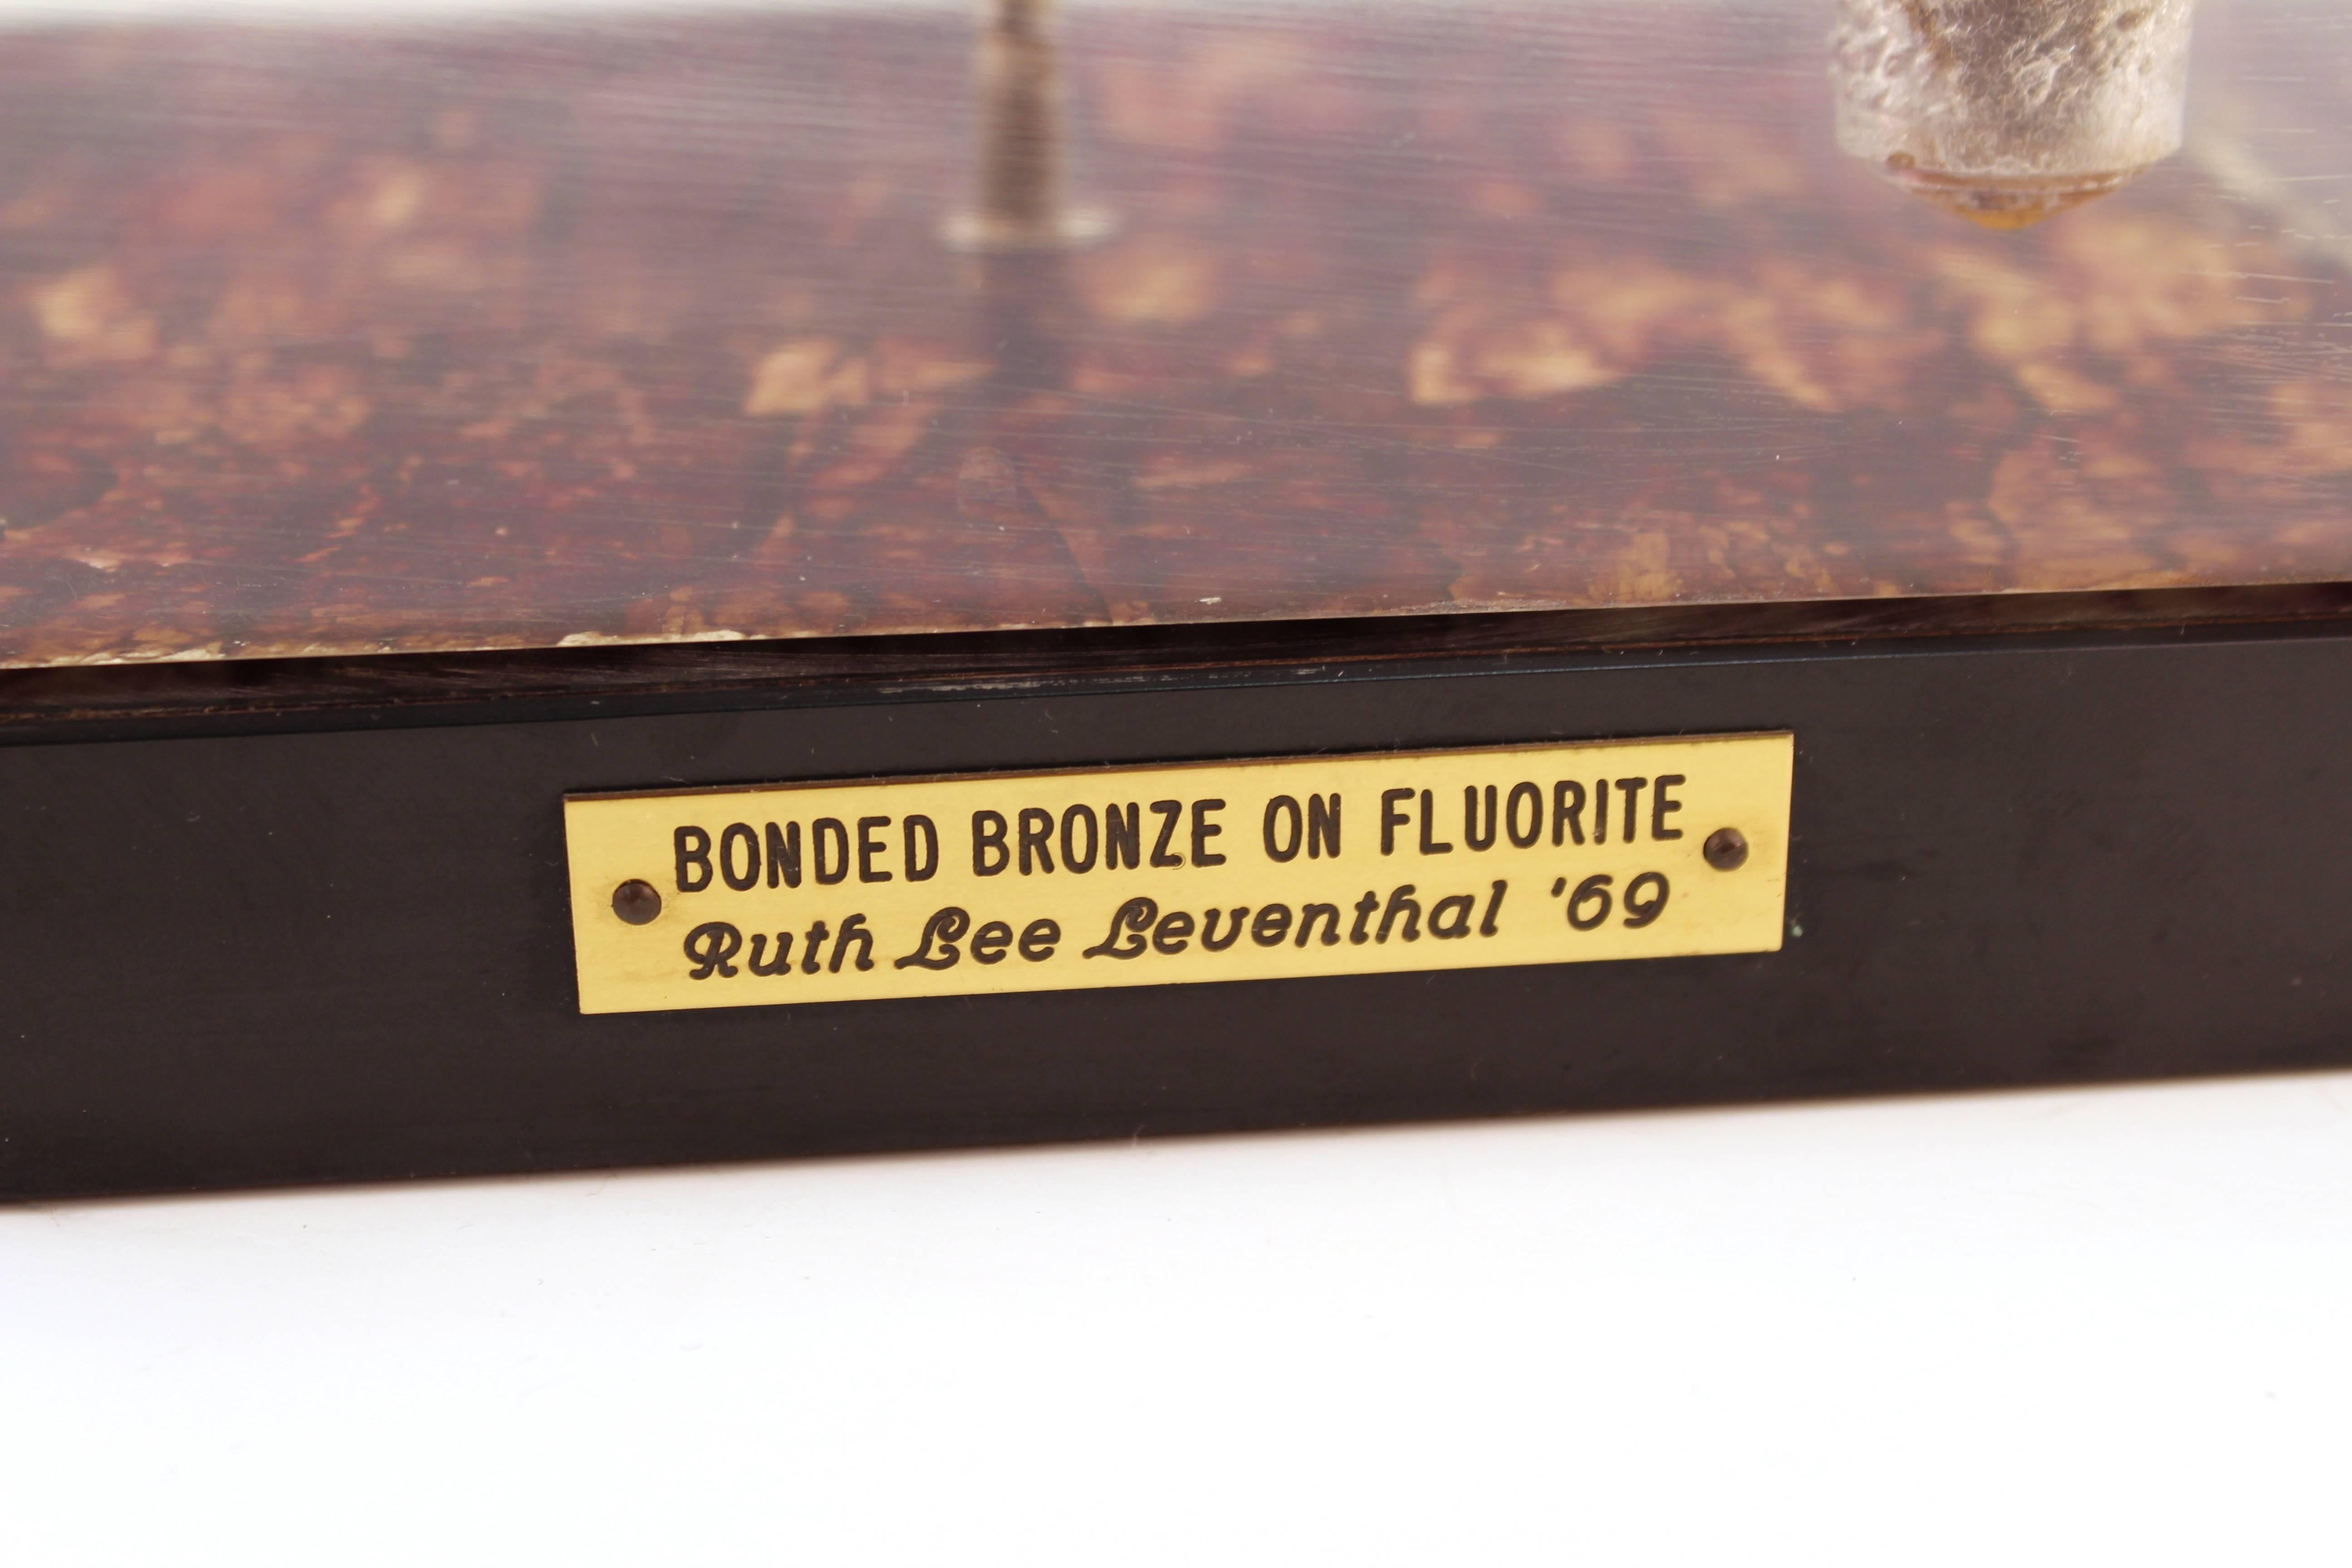 BONDED BRONZE ON FLUORITE
Ruth Lee Leventhal '69